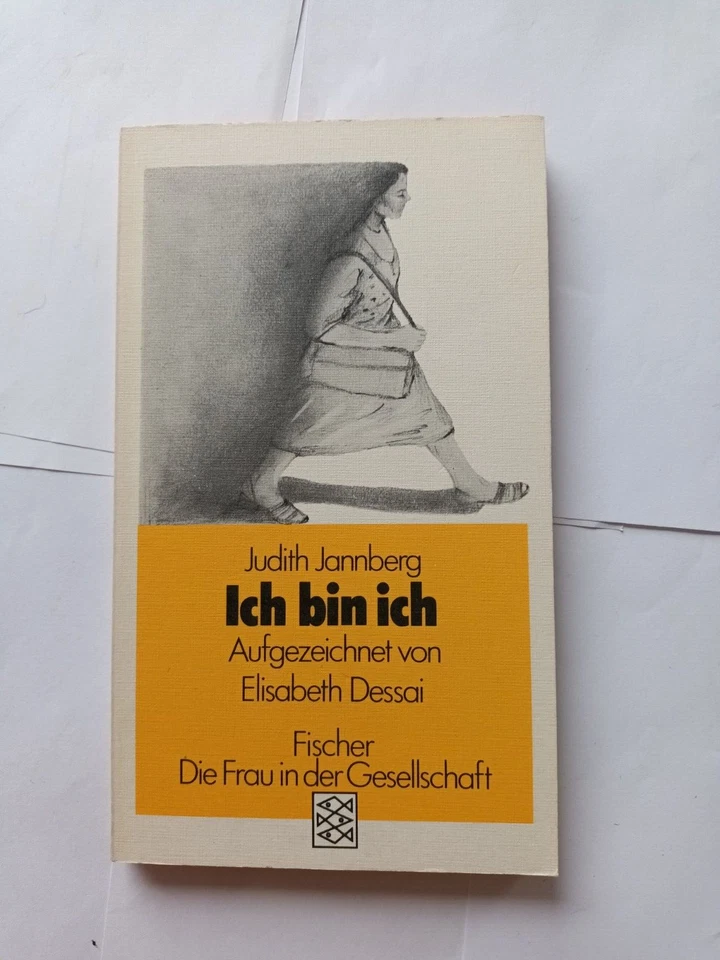 Judith Jannberg
Ich bin ich
Aufgezeichnet von
Elisabeth Dessai
Fischer
Die Frau in der Gesellschaft